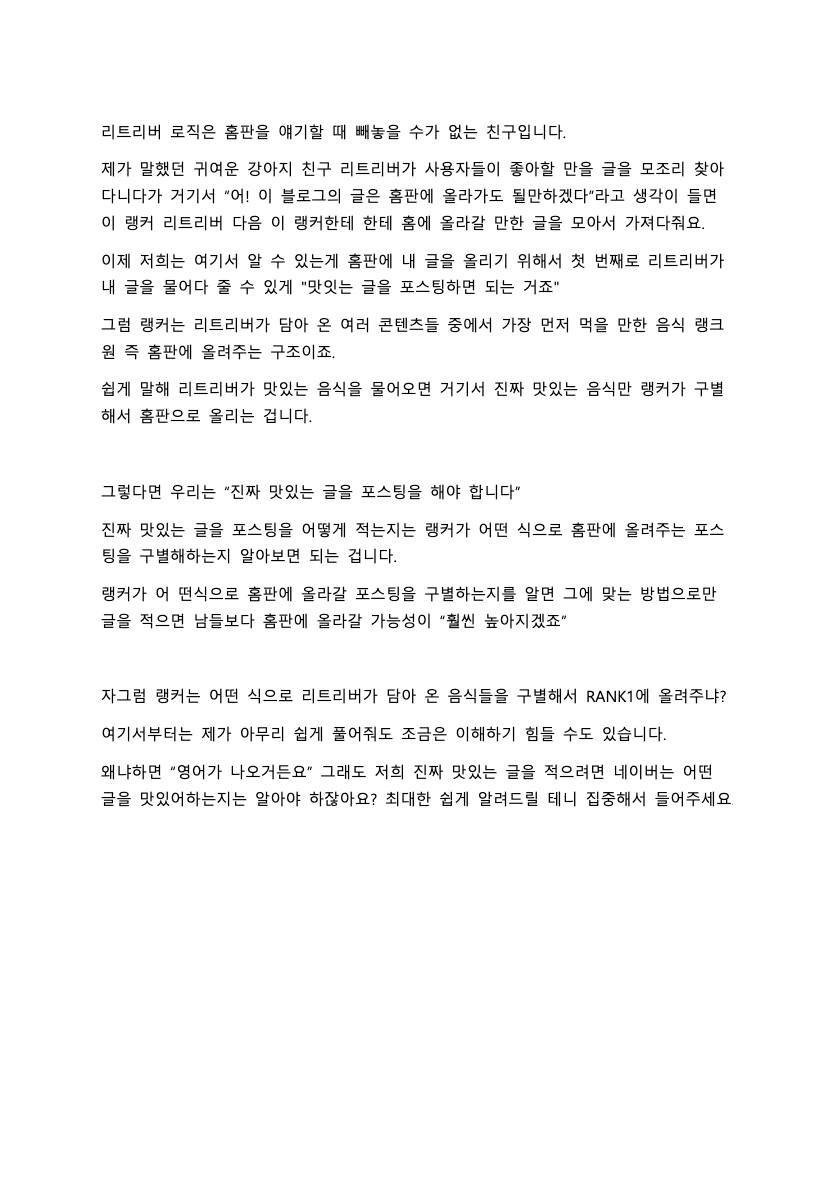 리트리버 로직은 홈판을 얘기할 때 빼놓을 수가 없는 친구입니다.
제가 말했던 귀여운 강아지 친구 리트리버가 사용자들이 좋아할 만을 글을 모조리 찾아
다니다가 거기서 “어! 이 블로그의 글은 홈판에 올라가도 될만하겠다”라고 생각이 들면
이 랭커 리트리버 다음 이 랭커한테 한테 홈에 올라갈 만한 글을 모아서 가져다줘요.
이제 저희는 여기서 알 수 있는게 홈판에 내 글을 올리기 위해서 첫 번째로 리트리버가
내 글을 물어다 줄 수 있게 "맛잇는 글을 포스팅하면 되는 거죠"
그럼 랭커는 리트리버가 담아 온 여러 콘텐츠들 중에서 가장 먼저 먹을 만한 음식 랭크
원 즉 홈판에 올려주는 구조이죠.
쉽게 말해 리트리버가 맛있는 음식을 물어오면 거기서 진짜 맛있는 음식만 랭커가 구별
해서 홈판으로 올리는 겁니다.
그렇다면 우리는 “진짜 맛있는 글을 포스팅을 해야 합니다”
진짜 맛있는 글을 포스팅을 어떻게 적는지는 랭커가 어떤 식으로 홈판에 올려주는 포스
팅을 구별해하는지 알아보면 되는 겁니다.
랭커가 어 떤식으로 홈판에 올라갈 포스팅을 구별하는지를 알면 그에 맞는 방법으로만
글을 적으면 남들보다 홈판에 올라갈 가능성이 “훨씬 높아지겠죠”
자그럼 랭커는 어떤 식으로 리트리버가 담아 온 음식들을 구별해서 RANK1에 올려주냐?
여기서부터는 제가 아무리 쉽게 풀어줘도 조금은 이해하기 힘들 수도 있습니다.
왜냐하면 “영어가 나오거든요” 그래도 저희 진짜 맛있는 글을 적으려면 네이버는 어떤
글을 맛있어하는지는 알아야 하잖아요? 최대한 쉽게 알려드릴 테니 집중해서 들어주세요